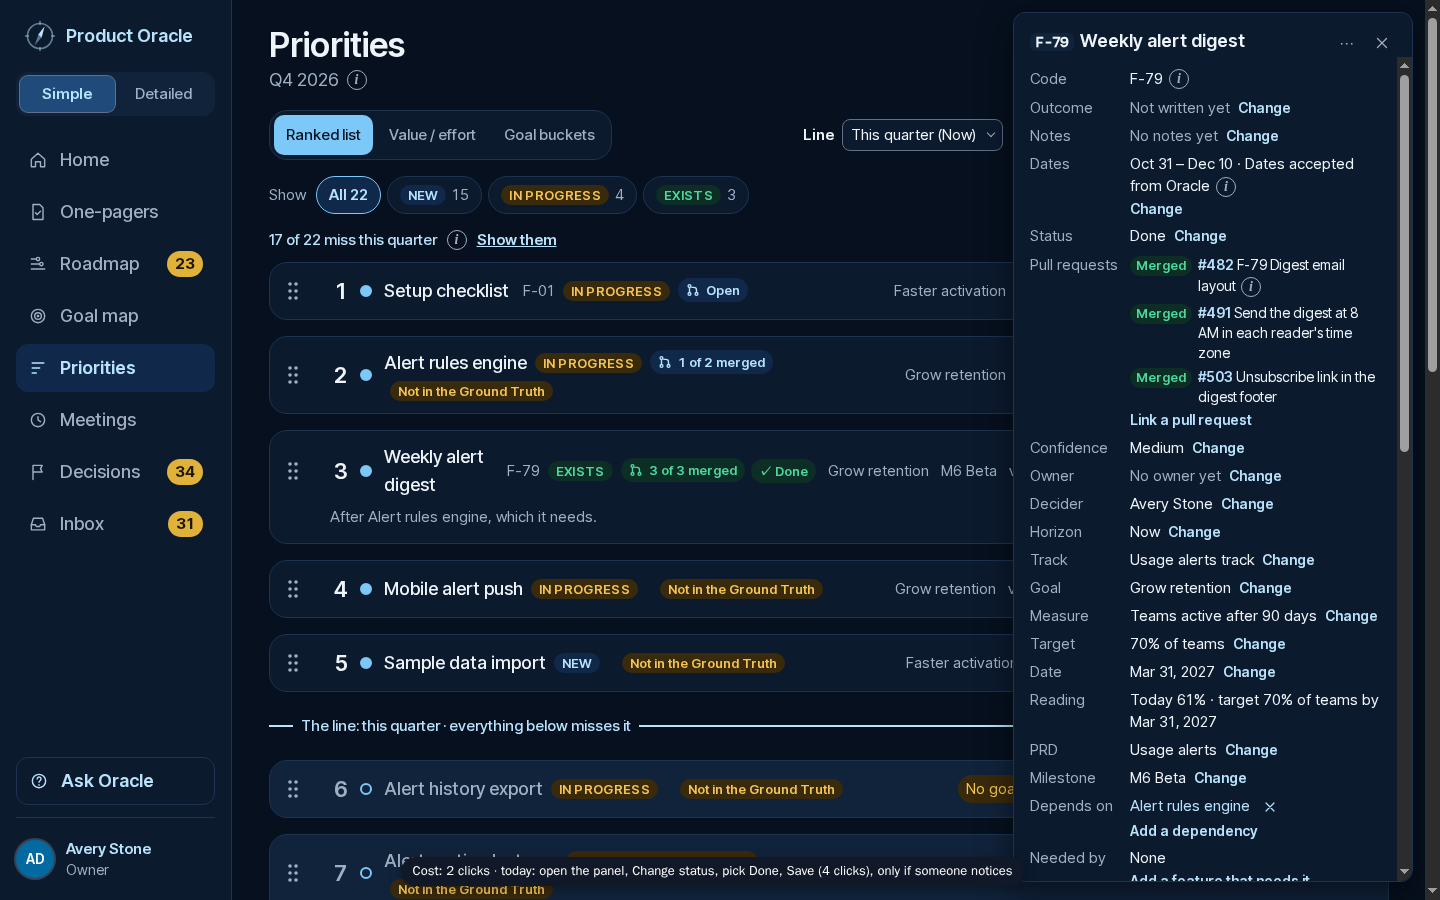 Product Oracle
Simple
Detailed
Home
One-pagers
Roadmap
23
Goal map
Priorities
Meetings
Decisions
34
Inbox
31
Ask Oracle
AD
Avery Stone
Owner
Priorities
Q4 2026 i
Ranked list
Value / effort
Goal buckets
Line
This quarter (Now)
Show
All 22
NEW 15
IN PROGRESS 4
EXISTS 3
17 of 22 miss this quarter i Show them
1 Setup checklist F-01 IN PROGRESS Open Faster activation
2 Alert rules engine IN PROGRESS 1 of 2 merged Grow retention
Not in the Ground Truth
3 Weekly alert digest F-79 EXISTS 3 of 3 merged ✓ Done Grow retention M6 Beta
After Alert rules engine, which it needs.
4 Mobile alert push IN PROGRESS Not in the Ground Truth Grow retention
5 Sample data import NEW Not in the Ground Truth Faster activation
The line: this quarter · everything below misses it
6 Alert history export IN PROGRESS Not in the Ground Truth No goa
7
Not in the Ground Truth
Cost: 2 clicks · today: open the panel, Change status, pick Done, Save (4 clicks), only if someone notices
F-79 Weekly alert digest ...
Code F-79 i
Outcome Not written yet Change
Notes No notes yet Change
Dates Oct 31 – Dec 10 · Dates accepted
from Oracle i
Change
Status Done Change
Pull requests Merged #482 F-79 Digest email
layout i
Merged #491 Send the digest at 8
AM in each reader's time
zone
Merged #503 Unsubscribe link in the
digest footer
Link a pull request
Confidence Medium Change
Owner No owner yet Change
Decider Avery Stone Change
Horizon Now Change
Track Usage alerts track Change
Goal Grow retention Change
Measure Teams active after 90 days Change
Target 70% of teams Change
Date Mar 31, 2027 Change
Reading Today 61% · target 70% of teams by
Mar 31, 2027
PRD Usage alerts Change
Milestone M6 Beta Change
Depends on Alert rules engine ×
Add a dependency
Needed by None
Add a feature that needs it